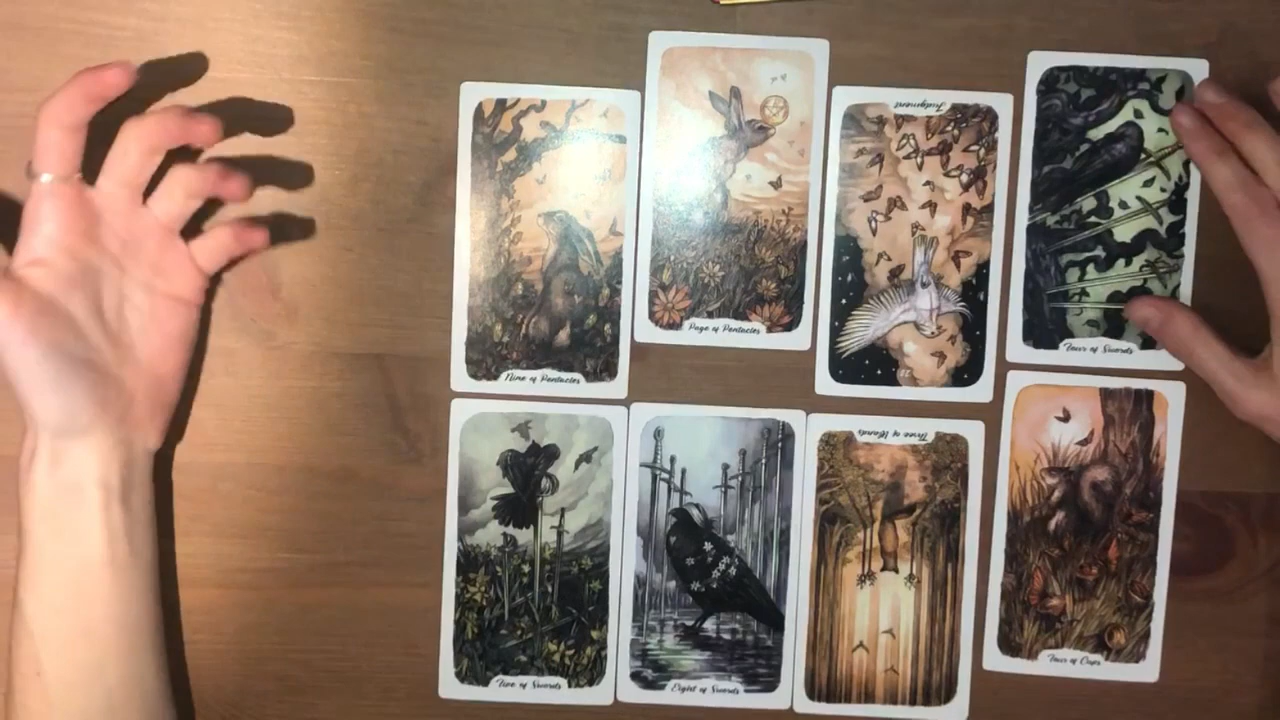 Nine of Pentacles
Page of Pentacles
Judgment
Four of Swords
Five of Swords
Eight of Swords
Three of Wands
Four of Cups